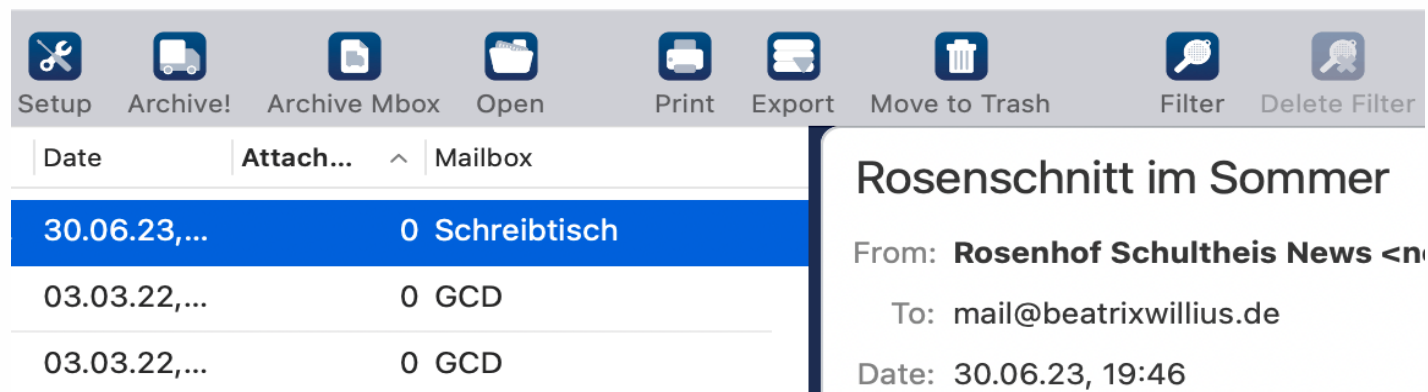 Setup Archive! Archive Mbox Open Print Export Move to Trash Filter Delete Filter
Date Attach... Mailbox
30.06.23,... 0 Schreibtisch
03.03.22,... 0 GCD
03.03.22,... 0 GCD
Rosenschnitt im Sommer
From: Rosenhof Schultheis News <ne
To: mail@beatrixwillius.de
Date: 30.06.23, 19:46